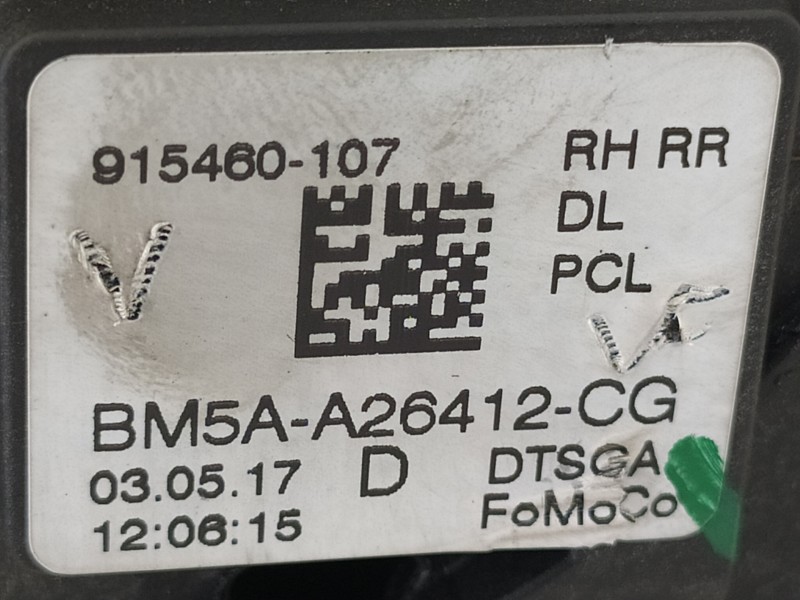 915460-107
RH RR
DL
PCL
BM5A-A26412-CG
03.05.17 D DTSGA
12:06:15 FoMoCo